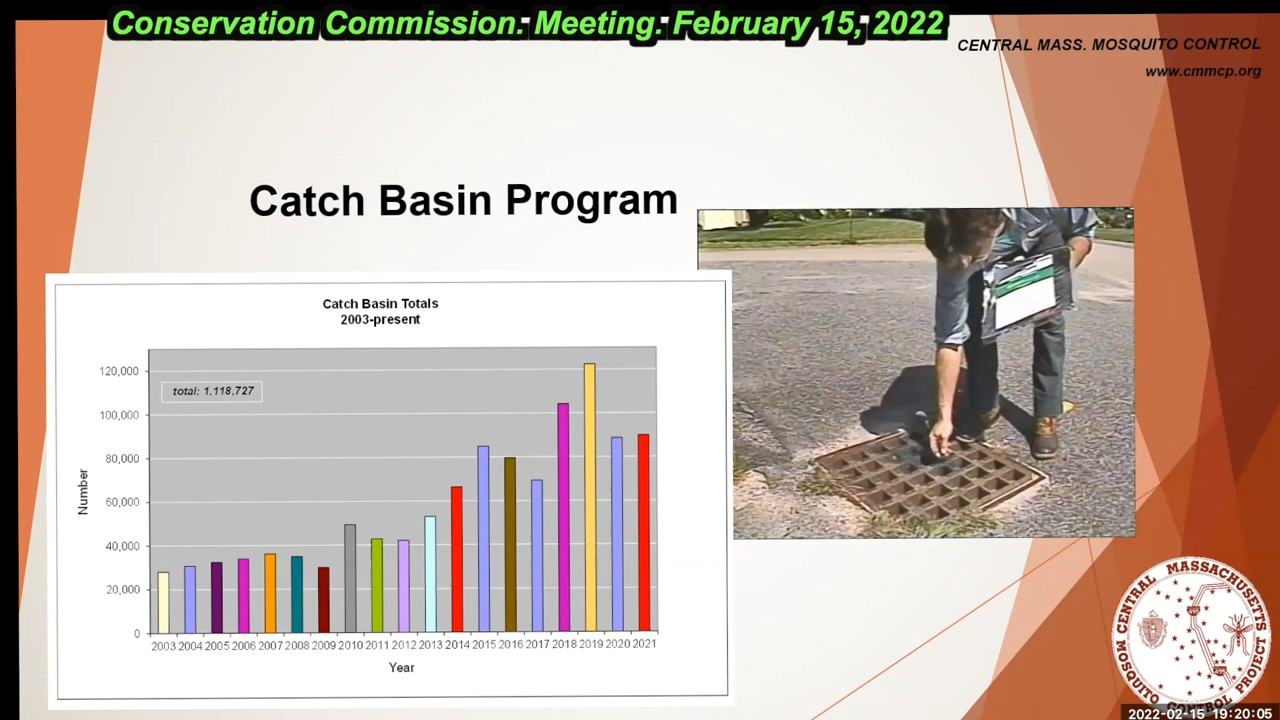 Conservation Commission. Meeting. February 15, 2022
CENTRAL MASS. MOSQUITO CONTROL
www.cmmcp.org
Catch Basin Program
Catch Basin Totals
2003-present
total: 1,118,727
120,000
100,000
80,000
60,000
40,000
20,000
0
Number
2003 2004 2005 2006 2007 2008 2009 2010 2011 2012 2013 2014 2015 2016 2017 2018 2019 2020 2021
Year
CENTRAL MASSACHUSETTS
MOSQUITO CONTROL PROJECT
495
495
2022-02-15 19:20:05